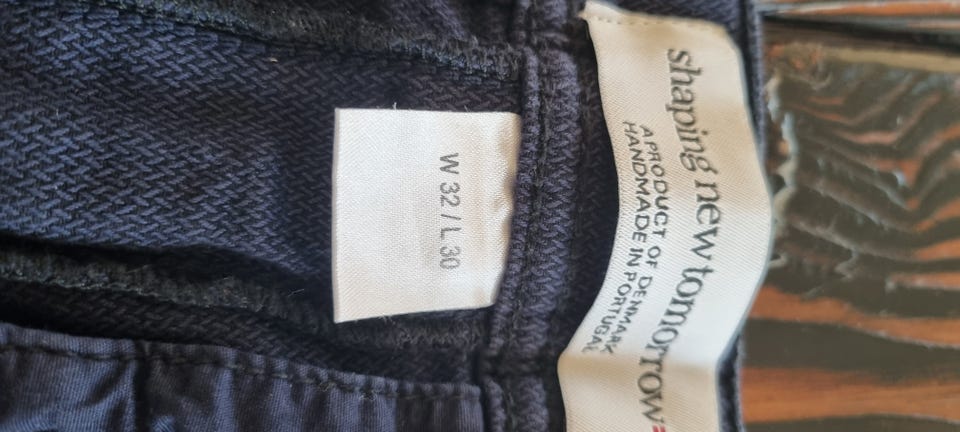 W 32 / L 30
shaping new tomorrow
A PRODUCT OF DENMARK
HANDMADE IN PORTUGAL